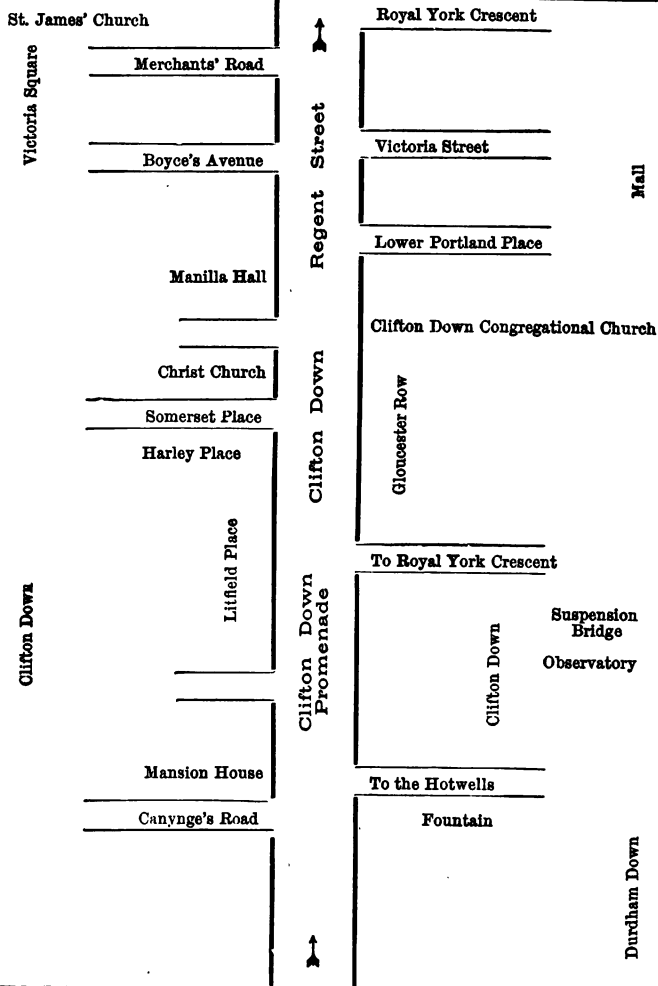 St. James' Church
Royal York Crescent
Victoria Square
Merchants' Road
Regent Street
Victoria Street
Mall
Boyce's Avenue
Lower Portland Place
Manilla Hall
Clifton Down Congregational Church
Christ Church
Clifton Down
Gloucester Row
Somerset Place
Harley Place
Litfield Place
To Royal York Crescent
Clifton Down
Clifton Down
Promenade
Clifton Down
Suspension
Bridge
Observatory
Mansion House
To the Hotwells
Canynge's Road
Fountain
Durdham Down